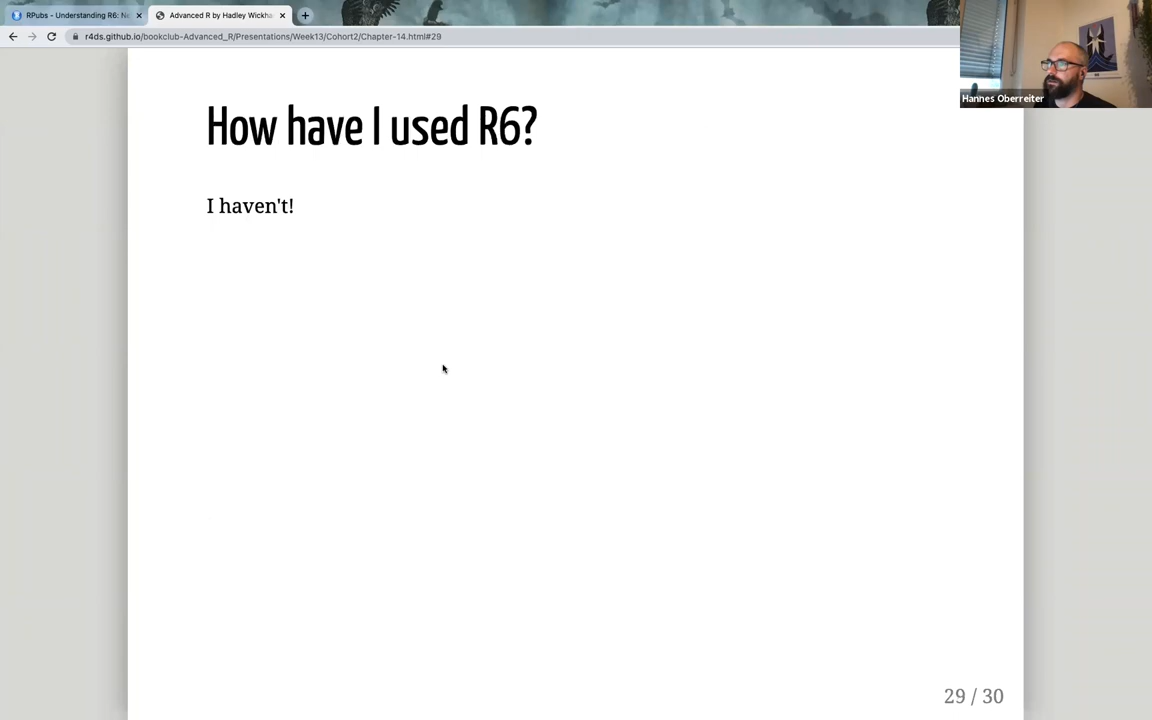 RPubs - Understanding R6: Ne
Advanced R by Hadley Wickha
r4ds.github.io/bookclub-Advanced_R/Presentations/Week13/Cohort2/Chapter-14.html#29
Hannes Oberreiter
How have I used R6?
I haven't!
29 / 30